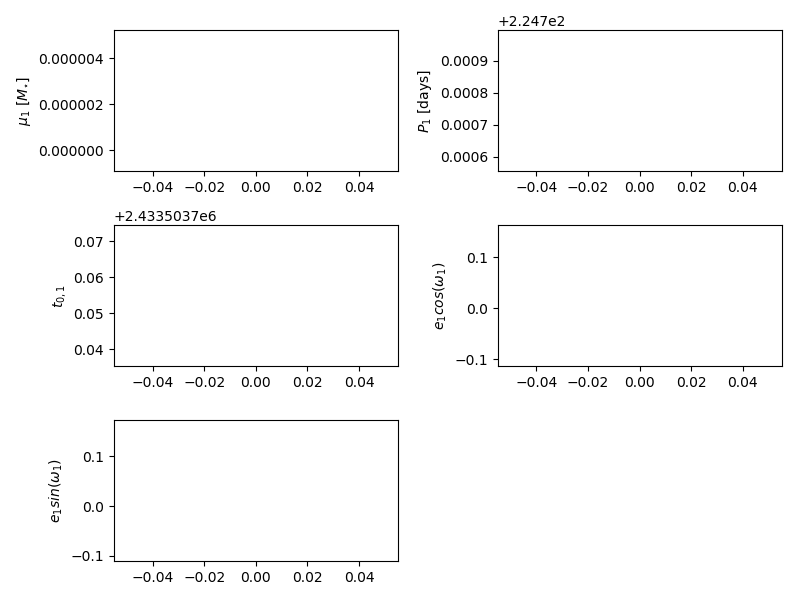 +2.247e2
μ₁ [M⋆]
0.000004
0.000002
0.000000
−0.04 −0.02 0.00 0.02 0.04
P₁ [days]
0.0009
0.0008
0.0007
0.0006
−0.04 −0.02 0.00 0.02 0.04
+2.4335037e6
t₀,₁
0.07
0.06
0.05
0.04
−0.04 −0.02 0.00 0.02 0.04
e₁cos(ω₁)
0.1
0.0
−0.1
−0.04 −0.02 0.00 0.02 0.04
e₁sin(ω₁)
0.1
0.0
−0.1
−0.04 −0.02 0.00 0.02 0.04